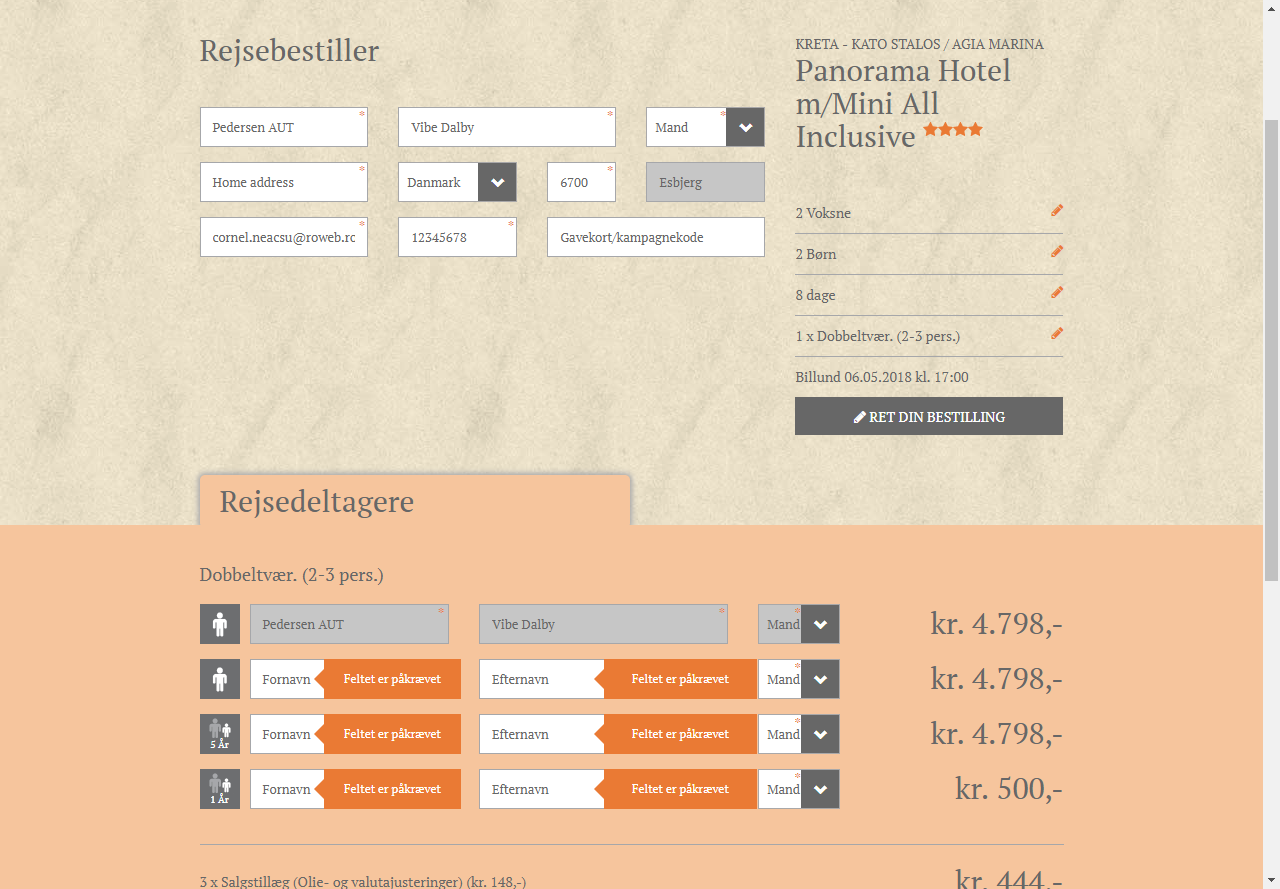 Rejsebestiller
KRETA - KATO STALOS / AGIA MARINA
Panorama Hotel
m/Mini All
Inclusive
Pedersen AUT * Vibe Dalby * Mand *
Home address * Danmark 6700 * Esbjerg
cornel.neacsu@roweb.ro * 12345678 * Gavekort/kampagnekode
2 Voksne
2 Børn
8 dage
1 x Dobbeltvær. (2-3 pers.)
Billund 06.05.2018 kl. 17:00
RET DIN BESTILLING
Rejsedeltagere
Dobbeltvær. (2-3 pers.)
Pedersen AUT * Vibe Dalby * Mand * kr. 4.798,-
Fornavn Feltet er påkrævet Efternavn Feltet er påkrævet Mand * kr. 4.798,-
5 År Fornavn Feltet er påkrævet Efternavn Feltet er påkrævet Mand * kr. 4.798,-
1 År Fornavn Feltet er påkrævet Efternavn Feltet er påkrævet Mand * kr. 500,-
3 x Salgstillæg (Olie- og valutajusteringer) (kr. 148,-) kr. 444,-